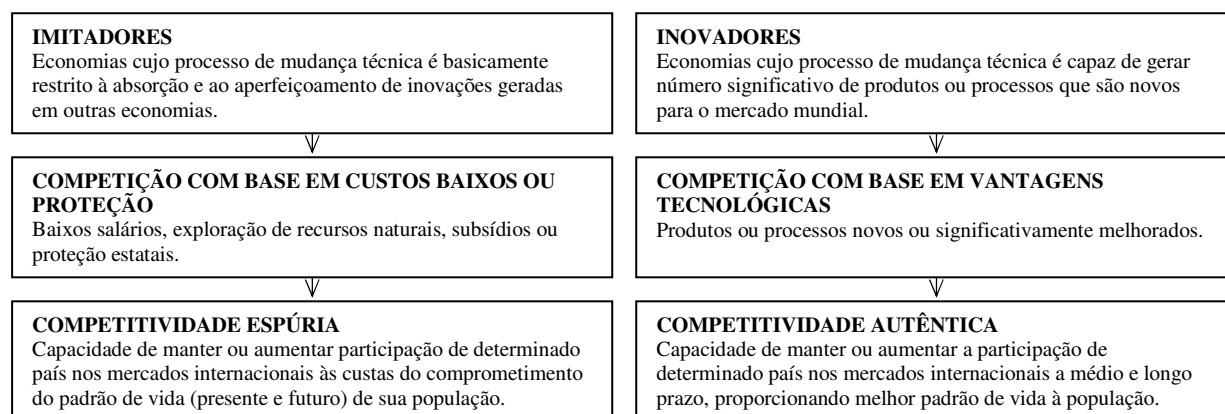 IMITADORES
Economias cujo processo de mudança técnica é basicamente
restrito à absorção e ao aperfeiçoamento de inovações geradas
em outras economias.
COMPETIÇÃO COM BASE EM CUSTOS BAIXOS OU
PROTEÇÃO
Baixos salários, exploração de recursos naturais, subsídios ou
proteção estatais.
COMPETITIVIDADE ESPÚRIA
Capacidade de manter ou aumentar participação de determinado
país nos mercados internacionais às custas do comprometimento
do padrão de vida (presente e futuro) de sua população.
INOVADORES
Economias cujo processo de mudança técnica é capaz de gerar
número significativo de produtos ou processos que são novos
para o mercado mundial.
COMPETIÇÃO COM BASE EM VANTAGENS
TECNOLÓGICAS
Produtos ou processos novos ou significativamente melhorados.
COMPETITIVIDADE AUTÊNTICA
Capacidade de manter ou aumentar a participação de
determinado país nos mercados internacionais a médio e longo
prazo, proporcionando melhor padrão de vida à população.